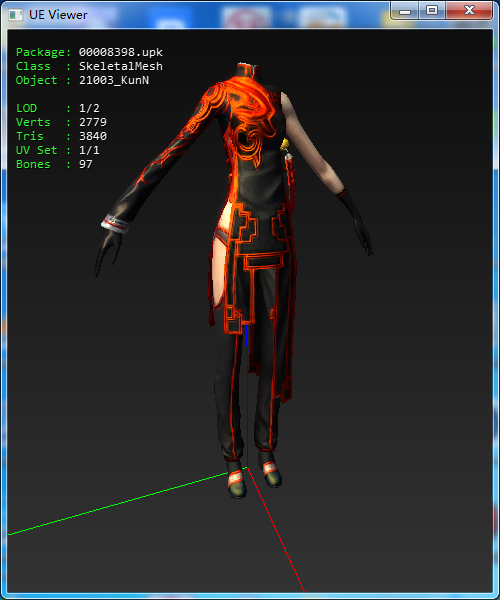 UE Viewer
Package: 00008398.upk
Class : SkeletalMesh
Object : 21003_KunN
LOD : 1/2
Verts : 2779
Tris : 3840
UV Set : 1/1
Bones : 97